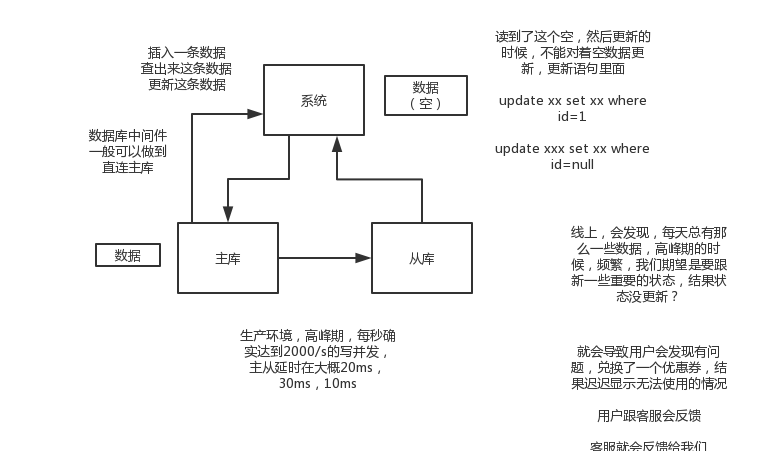 插入一条数据
查出来这条数据
更新这条数据
系统
数据
（空）
读到了这个空，然后更新的
时候，不能对着空数据更
新，更新语句里面
update xx set xx where
id=1
update xxx set xx where
id=null
数据库中间件
一般可以做到
直连主库
数据
主库
从库
线上，会发现，每天总有那
么一些数据，高峰期的时
候，频繁，我们期望是要跟
新一些重要的状态，结果状
态没更新？
生产环境，高峰期，每秒确
实达到2000/s的写并发，
主从延时在大概20ms，
30ms，10ms
就会导致用户会发现有问
题，兑换了一个优惠券，结
果迟迟显示无法使用的情况
用户跟客服会反馈
客服就会反馈给我们